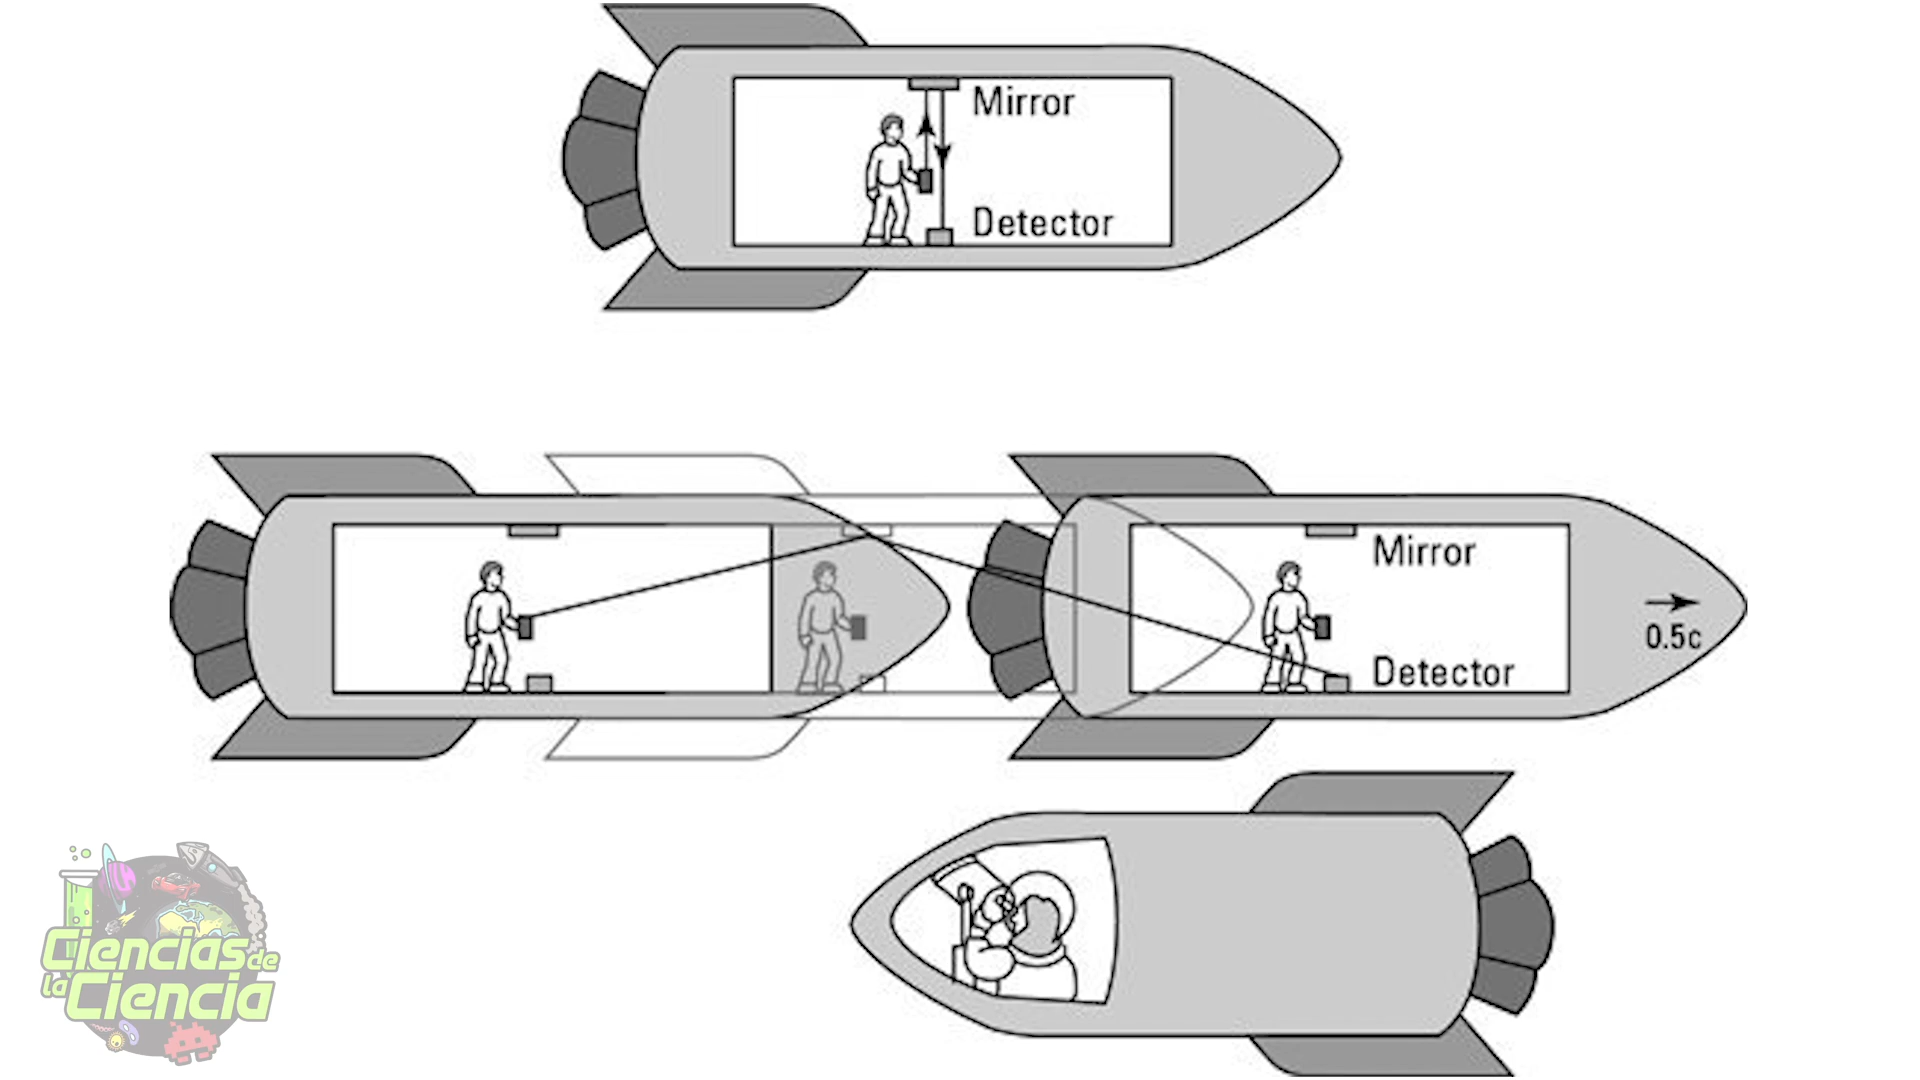 Mirror
Detector
Mirror
0.5c
Detector
Ciencias de
la Ciencia